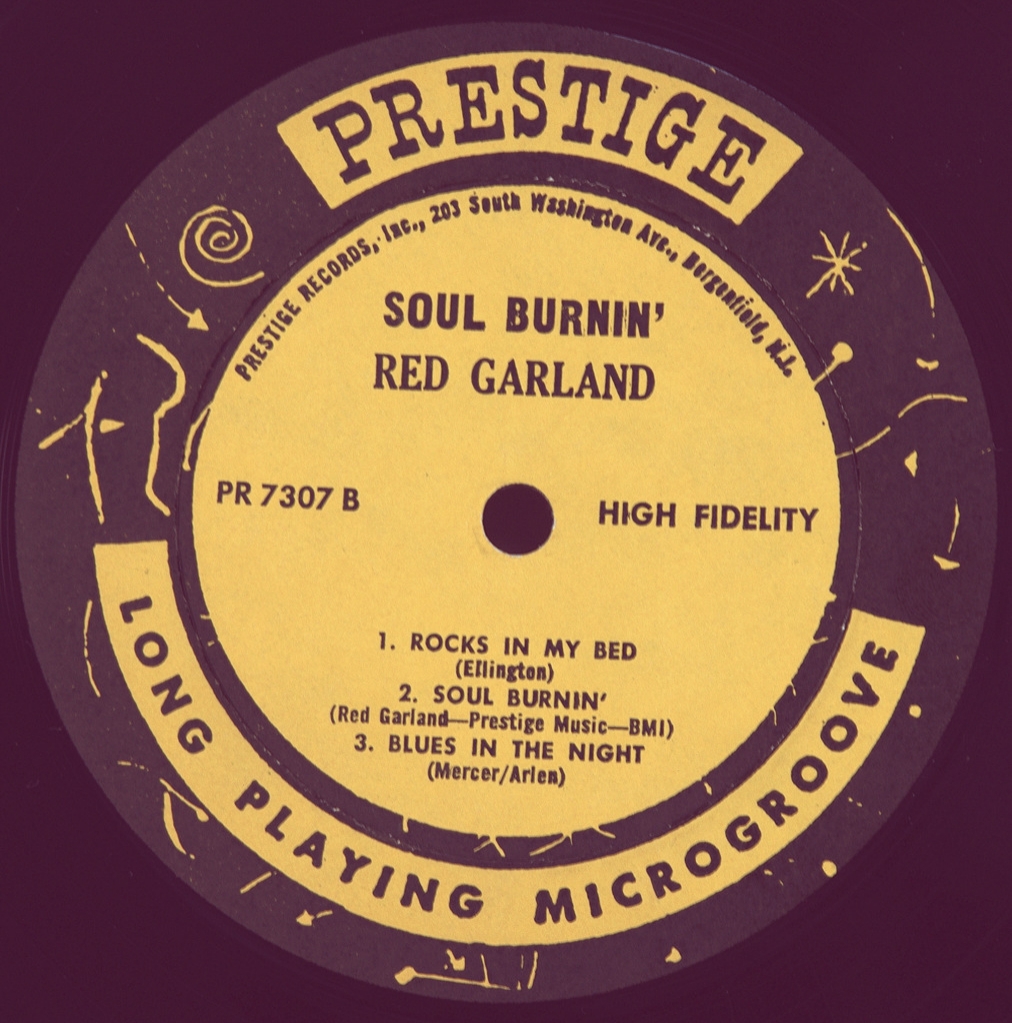 PRESTIGE
PRESTIGE RECORDS, Inc., 203 South Washington Ave., Bergenfield, N.J.
SOUL BURNIN'
RED GARLAND
PR 7307 B
HIGH FIDELITY
1. ROCKS IN MY BED
(Ellington)
2. SOUL BURNIN'
(Red Garland—Prestige Music—BMI)
3. BLUES IN THE NIGHT
(Mercer/Arlen)
LONG PLAYING MICROGROOVE